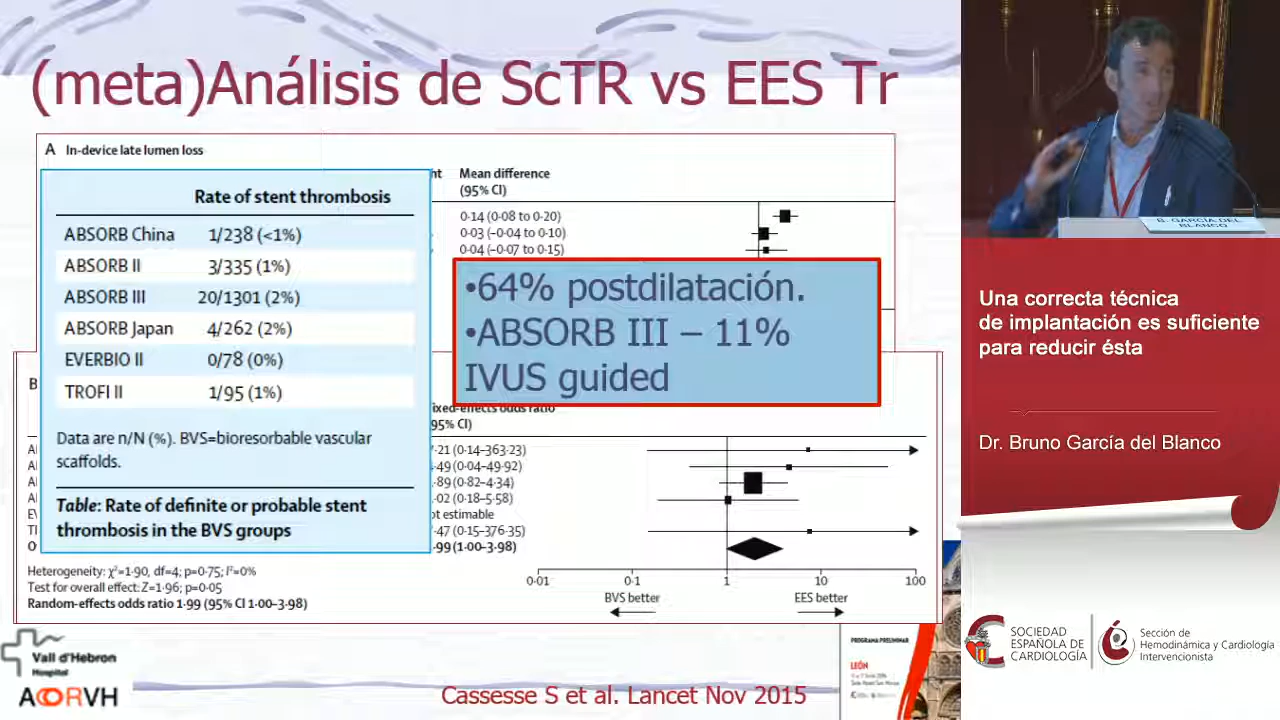 (meta)Análisis de ScTR vs EES Tr
A In-device late lumen loss
Mean difference
(95% CI)
0·14 (0·08 to 0·20)
0·03 (–0·04 to 0·10)
0·04 (–0·07 to 0·15)
Rate of stent thrombosis
ABSORB China 1/238 (<1%)
ABSORB II 3/335 (1%)
ABSORB III 20/1301 (2%)
ABSORB Japan 4/262 (2%)
EVERBIO II 0/78 (0%)
TROFI II 1/95 (1%)
Data are n/N (%). BVS=bioresorbable vascular
scaffolds.
Table: Rate of definite or probable stent
thrombosis in the BVS groups
•64% postdilatación.
•ABSORB III – 11%
IVUS guided
B
ixed-effects odds ratio
95% CI)
·21 (0·14–363·23)
·49 (0·04–49·92)
·89 (0·82–4·34)
·02 (0·18–5·58)
ot estimable
·47 (0·15–376·35)
·99 (1·00–3·98)
Heterogeneity: χ²=1·90, df=4; p=0·75; I²=0%
Test for overall effect: Z=1·96; p=0·05
Random-effects odds ratio 1·99 (95% CI 1·00–3·98)
0·01 0·1 1 10 100
BVS better EES better
Vall d'Hebron
Hospital
Cassesse S et al. Lancet Nov 2015
PROGRAMA PRELIMINAR
LEÓN
B. GARCÍA DEL
BLANCO
Una correcta técnica
de implantación es suficiente
para reducir ésta
Dr. Bruno García del Blanco
SOCIEDAD
ESPAÑOLA DE
CARDIOLOGÍA
Sección de
Hemodinámica y Cardiología
Intervencionista